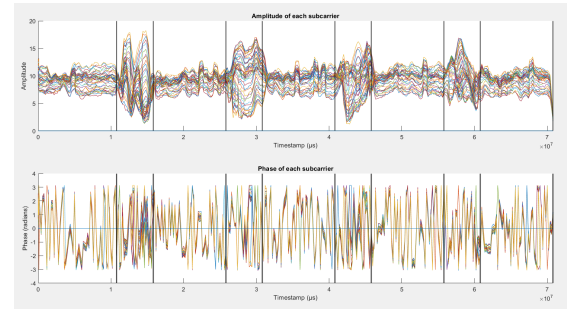 Amplitude of each subcarrier
20
15
10
5
0
Amplitude
0 1 2 3 4 5 6 7
Timestamp (μs)
×10⁷
Phase of each subcarrier
4
3
2
1
0
-1
-2
-3
-4
Phase (radians)
0 1 2 3 4 5 6 7
Timestamp (μs)
×10⁷